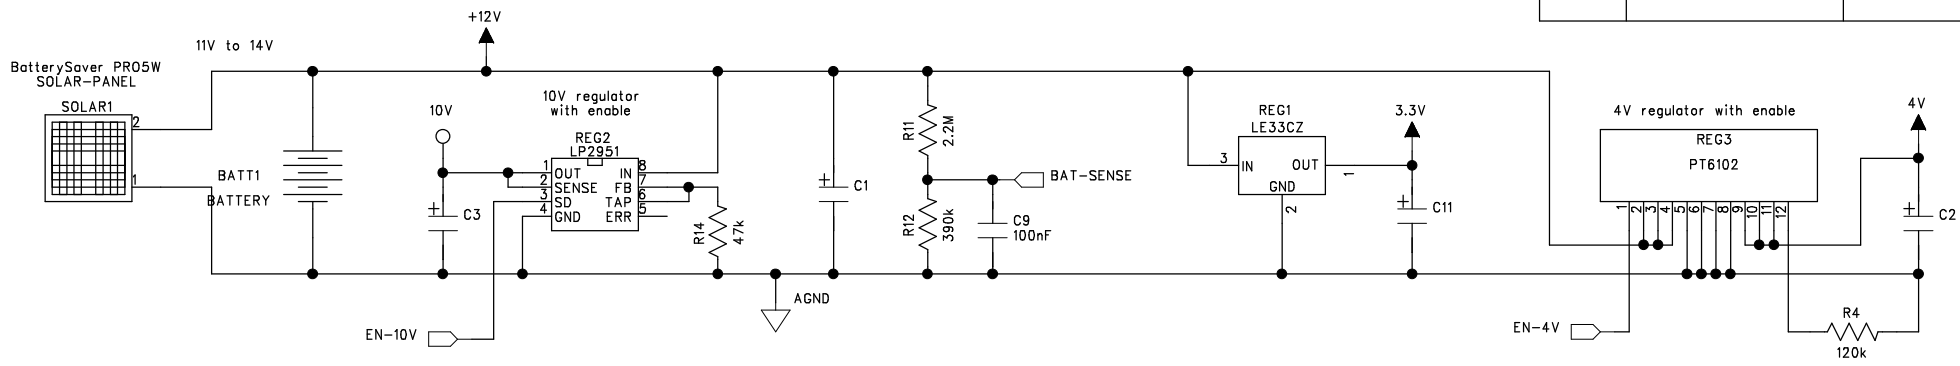 +12V
11V to 14V
BatterySaver PRO5W
SOLAR-PANEL
SOLAR1
2
1
BATT1
BATTERY
10V
C3
10V regulator
with enable
REG2
LP2951
1 OUT IN 8
2 SENSE FB 7
3 SD TAP 6
4 GND ERR 5
R14
47k
EN-10V
AGND
C1
R11
2.2M
R12
390k
BAT-SENSE
C9
100nF
REG1
LE33CZ
3 IN OUT 1
GND
2
3.3V
C11
4V regulator with enable
REG3
PT6102
1 2 3 4 5 6 7 8 9 10 11 12
4V
C2
EN-4V
R4
120k